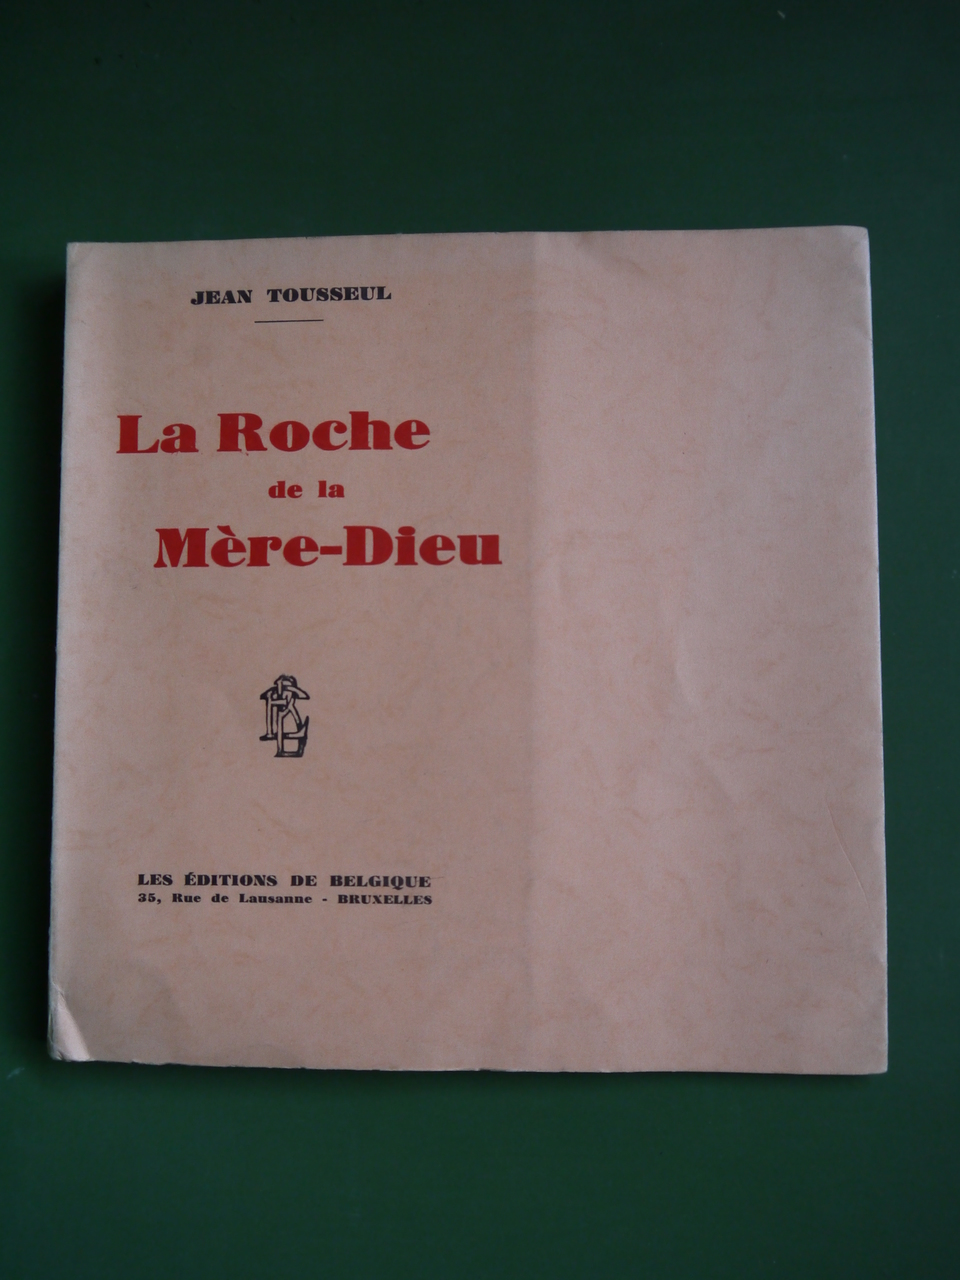 JEAN TOUSSEUL
La Roche
de la
Mère-Dieu
LES ÉDITIONS DE BELGIQUE
35, Rue de Lausanne - BRUXELLES